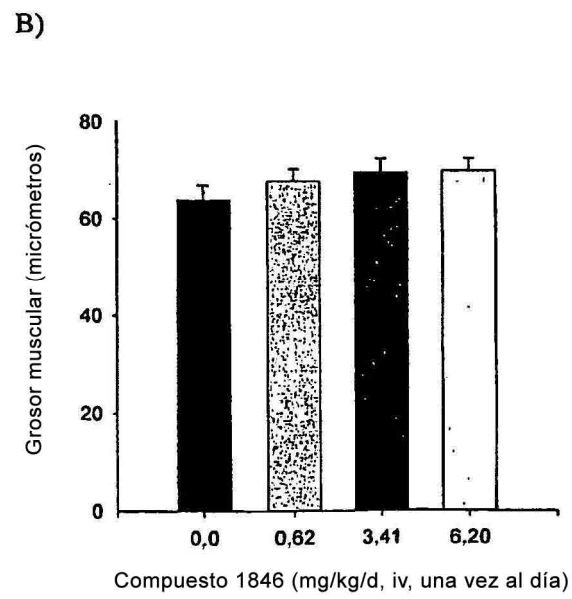 B)
80
60
40
20
0
Grosor muscular (micrómetros)
0,0 0,62 3,41 6,20
Compuesto 1846 (mg/kg/d, iv, una vez al día)